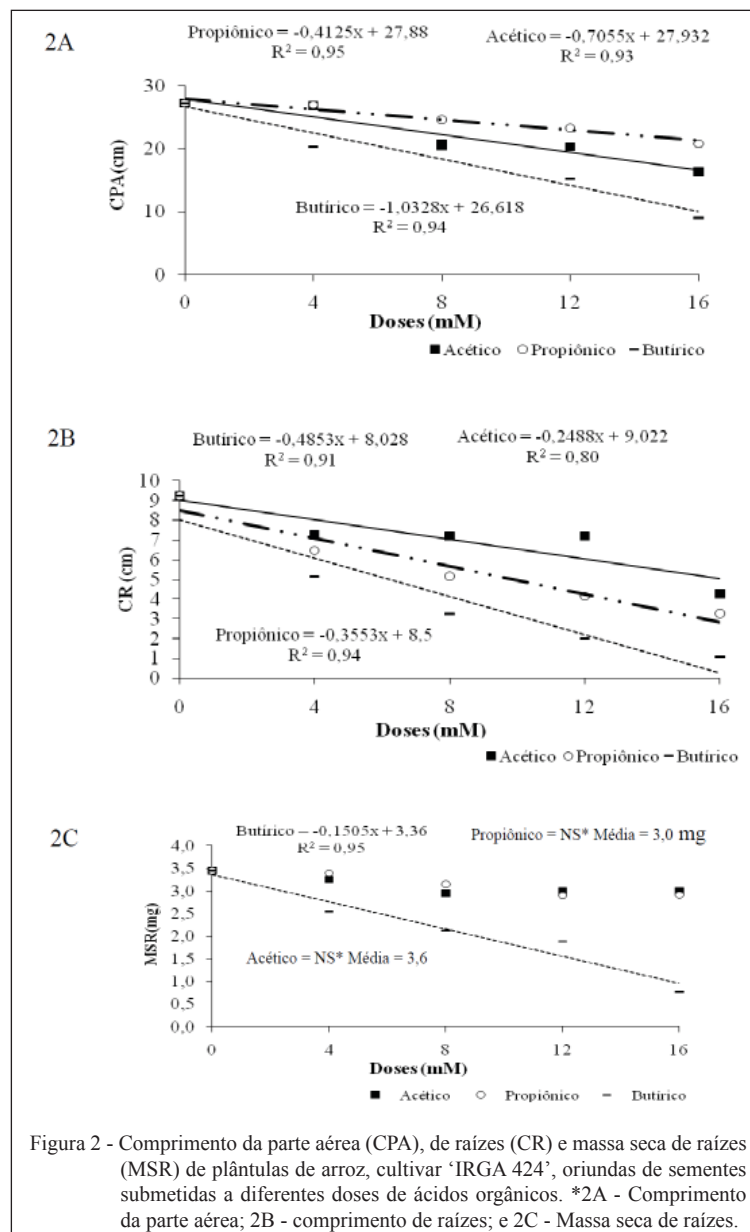 2A
Propiônico = -0,4125x + 27,88
R² = 0,95
Acético = -0,7055x + 27,932
R² = 0,93
30
20
10
0
CPA(cm)
Butírico = -1,0328x + 26,618
R² = 0,94
0 4 8 12 16
Doses (mM)
■ Acético ○ Propiônico − Butírico
2B
Butírico = -0,4853x + 8,028
R² = 0,91
Acético = -0,2488x + 9,022
R² = 0,80
10
9
8
7
6
5
4
3
2
1
0
CR (cm)
Propiônico = -0,3553x + 8,5
R² = 0,94
0 4 8 12 16
Doses (mM)
■ Acético ○ Propiônico − Butírico
2C
Butírico = -0,1505x + 3,36
R² = 0,95
Propiônico = NS* Média = 3,0 mg
4,0
3,5
3,0
2,5
2,0
1,5
1,0
0,5
0,0
MSR(mg)
Acético = NS* Média = 3,6
0 4 8 12 16
Doses (mM)
■ Acético ○ Propiônico − Butírico
Figura 2 - Comprimento da parte aérea (CPA), de raízes (CR) e massa seca de raízes
(MSR) de plântulas de arroz, cultivar ‘IRGA 424’, oriundas de sementes
submetidas a diferentes doses de ácidos orgânicos. *2A - Comprimento
da parte aérea; 2B - comprimento de raízes; e 2C - Massa seca de raízes.